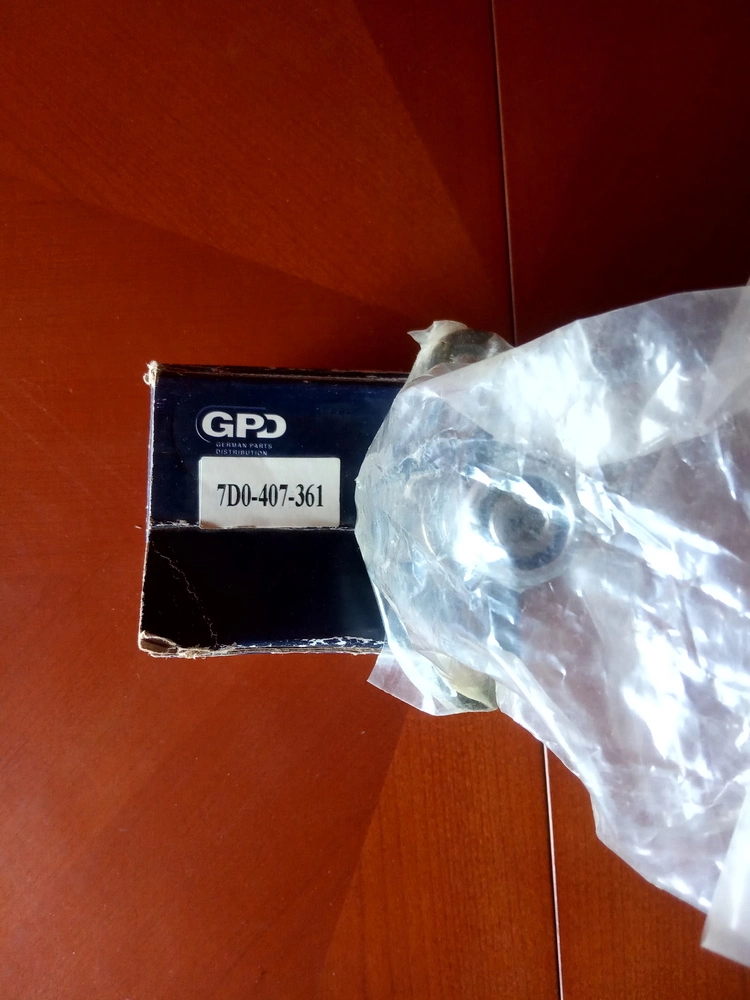 GPD
GERMAN PARTS
DISTRIBUTION
7D0-407-361